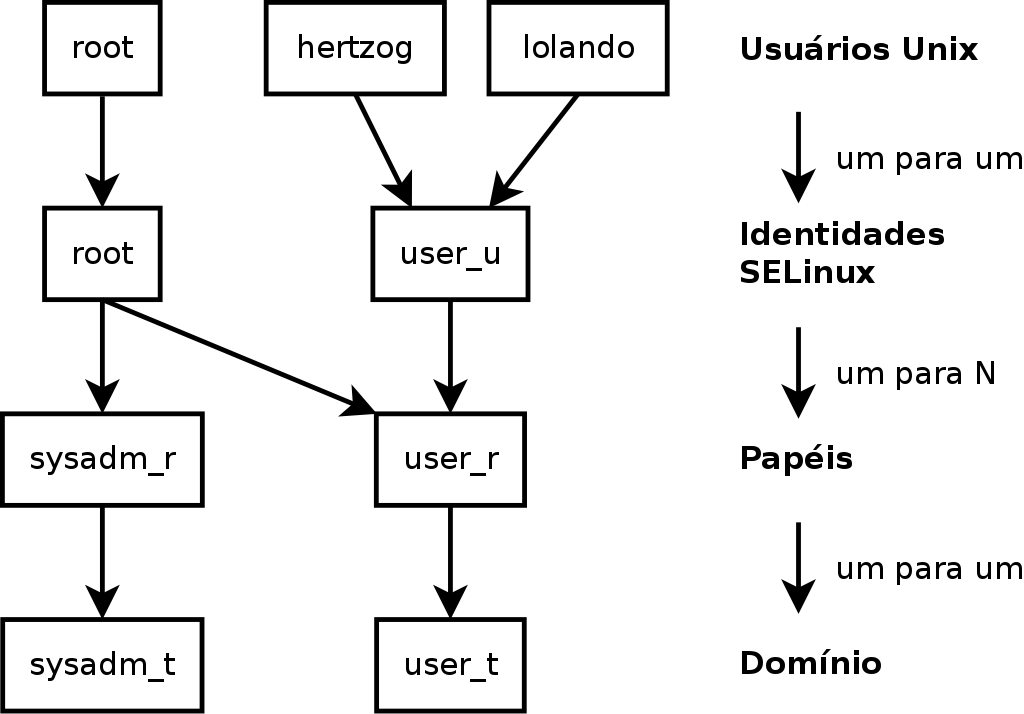 root
hertzog
lolando
Usuários Unix
um para um
root
user_u
Identidades
SELinux
um para N
sysadm_r
user_r
Papéis
um para um
sysadm_t
user_t
Domínio